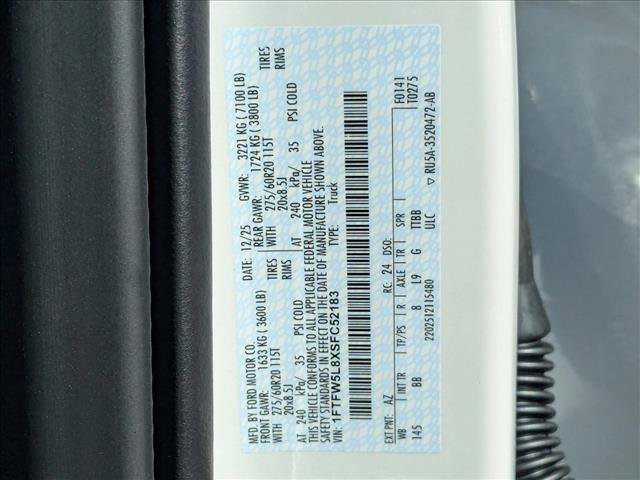 MFD. BY FORD MOTOR CO.
DATE: 12/25 GVWR: 3221 KG ( 7100 LB)
FRONT GAWR: REAR GAWR:
1633 KG ( 3600 LB) 1724 KG ( 3800 LB)
WITH TIRES WITH TIRES
275/60R20 115T 275/60R20 115T
20x8.5J RIMS 20x8.5J RIMS
AT 240 kPa/ 35 PSI COLD AT 240 kPa/ 35 PSI COLD
THIS VEHICLE CONFORMS TO ALL APPLICABLE FEDERAL MOTOR VEHICLE
SAFETY STANDARDS IN EFFECT ON THE DATE OF MANUFACTURE SHOWN ABOVE.
VIN: 1FTFW5L8XSFC52183
TYPE: Truck
F0141
T0275
EXT PNT: AZ RC: 24 DSO:
WB INT TR TP/PS R AXLE TR SPR
145 BB 8 L9 G TTBB
2202512115480 ULC
▽ RU5A-3520472-AB